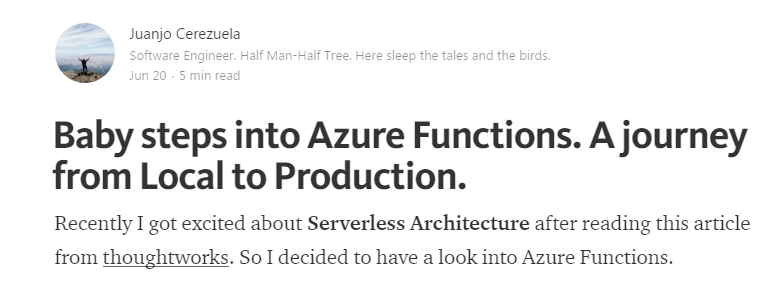 Juanjo Cerezuela
Software Engineer. Half Man-Half Tree. Here sleep the tales and the birds.
Jun 20 · 5 min read
Baby steps into Azure Functions. A journey
from Local to Production.
Recently I got excited about Serverless Architecture after reading this article
from thoughtworks. So I decided to have a look into Azure Functions.